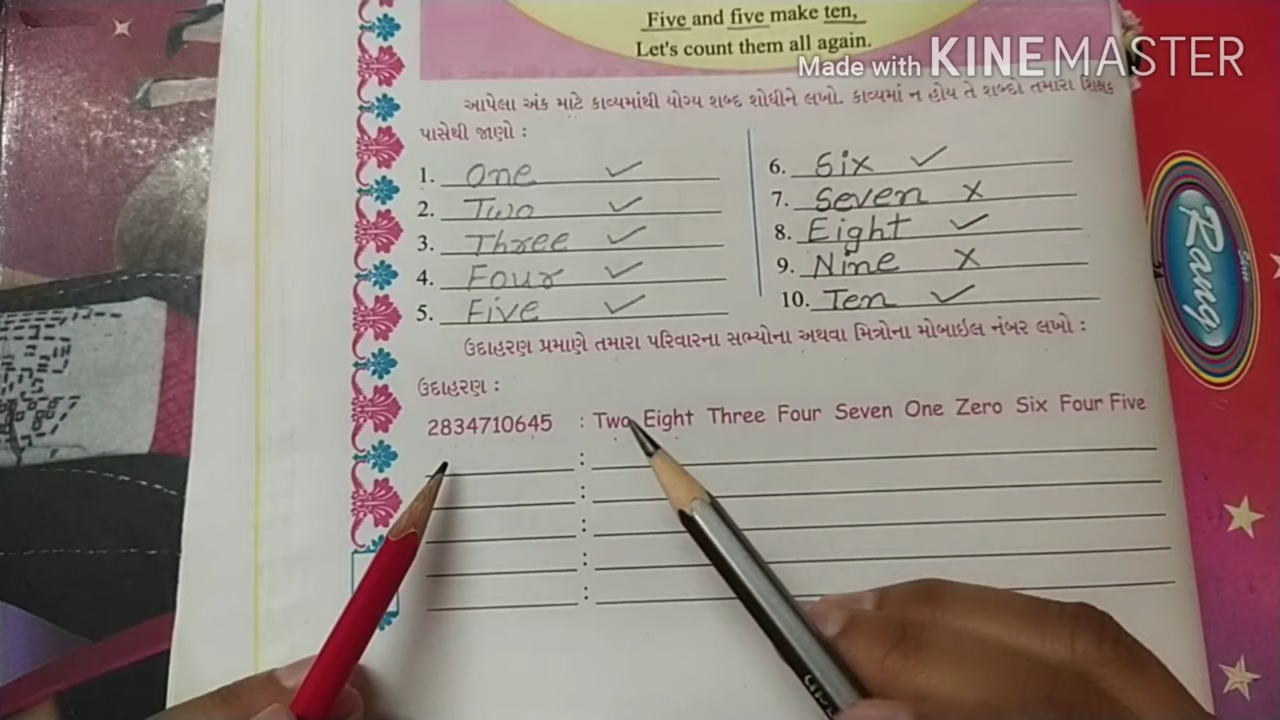 Five and five make ten,
Let's count them all again.
Made with KINEMASTER
આપેલા અંક માટે કાવ્યમાંથી યોગ્ય શબ્દ શોધીને લખો. કાવ્યમાં ન હોય તે શબ્દો તમારા શિક્ષક
પાસેથી જાણો :
1. One ✓
2. Two ✓
3. Three ✓
4. Four ✓
5. Five ✓
6. Six ✓
7. Seven x
8. Eight ✓
9. Nine x
10. Ten ✓
ઉદાહરણ પ્રમાણે તમારા પરિવારના સભ્યોના અથવા મિત્રોના મોબાઇલ નંબર લખો :
ઉદાહરણ :
2834710645 : Two Eight Three Four Seven One Zero Six Four Five
:
:
:
:
:
Rang